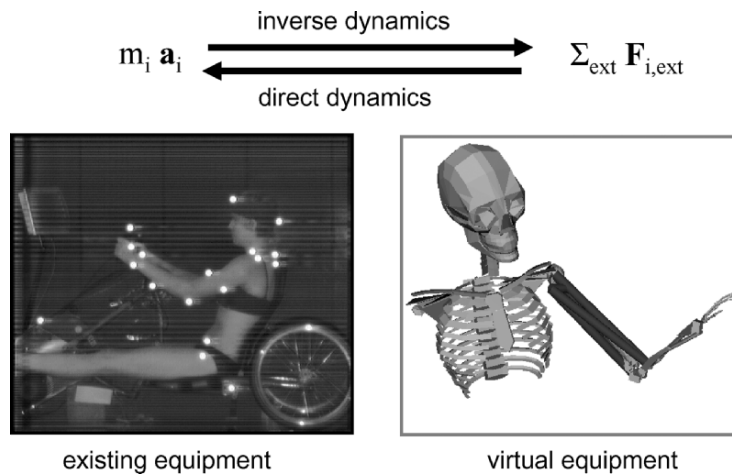 inverse dynamics
mᵢ aᵢ Σₑₓₜ Fᵢ,ₑₓₜ
direct dynamics
existing equipment virtual equipment